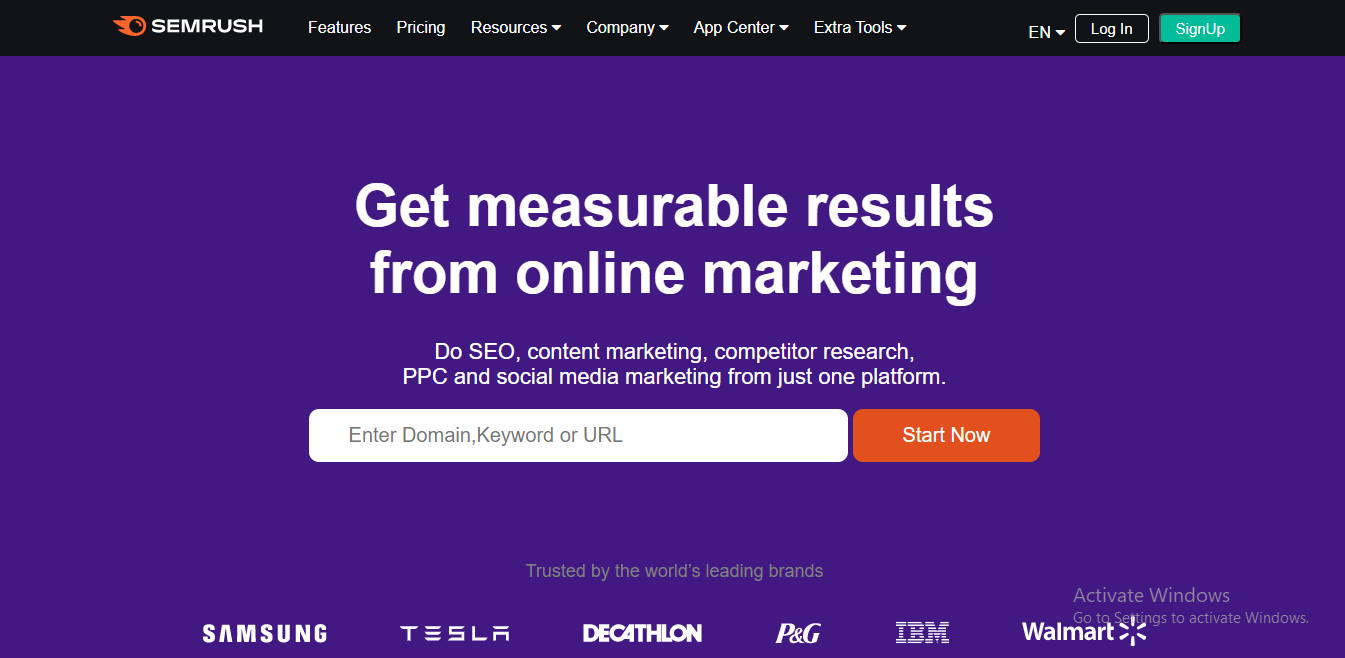 SEMRUSH Features Pricing Resources Company App Center Extra Tools EN Log In SignUp
Get measurable results
from online marketing
Do SEO, content marketing, competitor research,
PPC and social media marketing from just one platform.
Enter Domain,Keyword or URL Start Now
Trusted by the world's leading brands
Activate Windows
Go to Settings to activate Windows.
SAMSUNG TESLA DECATHLON P&G IBM Walmart